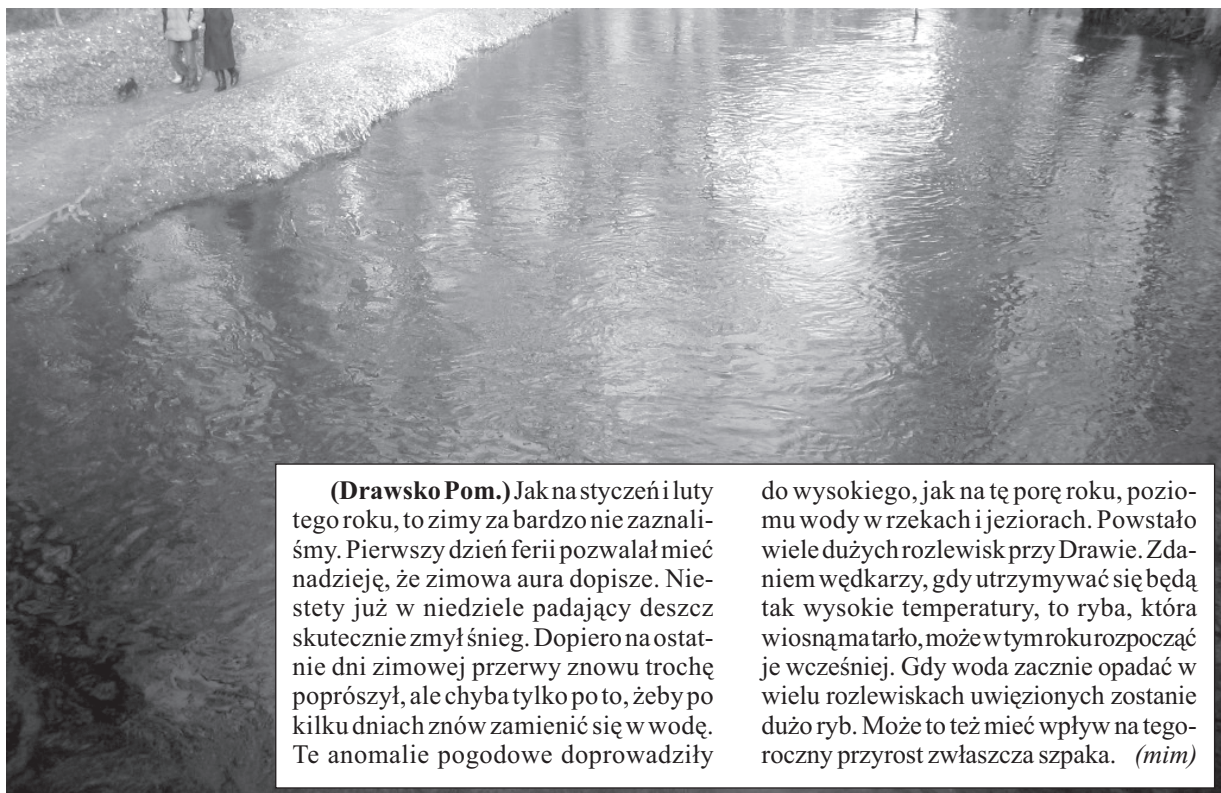 (Drawsko Pom.) Jak na styczeń i luty
tego roku, to zimy za bardzo nie zaznali-
śmy. Pierwszy dzień ferii pozwalał mieć
nadzieję, że zimowa aura dopisze. Nie-
stety już w niedziele padający deszcz
skutecznie zmył śnieg. Dopiero na ostat-
nie dni zimowej przerwy znowu trochę
poprószył, ale chyba tylko po to, żeby po
kilku dniach znów zamienić się w wodę.
Te anomalie pogodowe doprowadziły
do wysokiego, jak na tę porę roku, pozio-
mu wody w rzekach i jeziorach. Powstało
wiele dużych rozlewisk przy Drawie. Zda-
niem wędkarzy, gdy utrzymywać się będą
tak wysokie temperatury, to ryba, która
wiosną ma tarło, może w tym roku rozpocząć
je wcześniej. Gdy woda zacznie opadać w
wielu rozlewiskach uwięzionych zostanie
dużo ryb. Może to też mieć wpływ na tego-
roczny przyrost zwłaszcza szpaka. (mim)